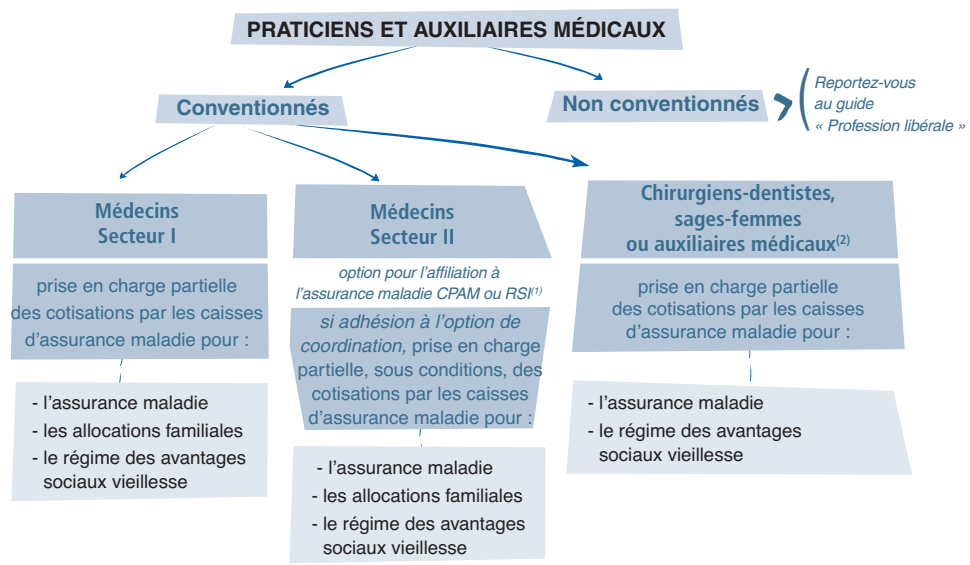 PRATICIENS ET AUXILIAIRES MÉDICAUX
Conventionnés
Non conventionnés
Reportez-vous
au guide
« Profession libérale »
Médecins
Secteur I
prise en charge partielle
des cotisations par les caisses
d'assurance maladie pour :
- l'assurance maladie
- les allocations familiales
- le régime des avantages
sociaux vieillesse
Médecins
Secteur II
option pour l'affiliation à
l'assurance maladie CPAM ou RSI(1)
si adhésion à l'option de
coordination, prise en charge
partielle, sous conditions, des
cotisations par les caisses
d'assurance maladie pour :
- l'assurance maladie
- les allocations familiales
- le régime des avantages
sociaux vieillesse
Chirurgiens-dentistes,
sages-femmes
ou auxiliaires médicaux(2)
prise en charge partielle
des cotisations par les caisses
d'assurance maladie pour :
- l'assurance maladie
- le régime des avantages
sociaux vieillesse